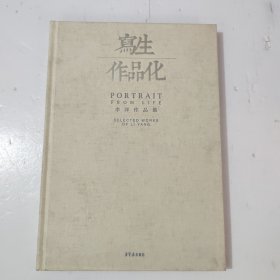 寫生
作品化
PORTRAIT
FROM LIFE
李洋作品集
SELECTED WORKS
OF LI YANG